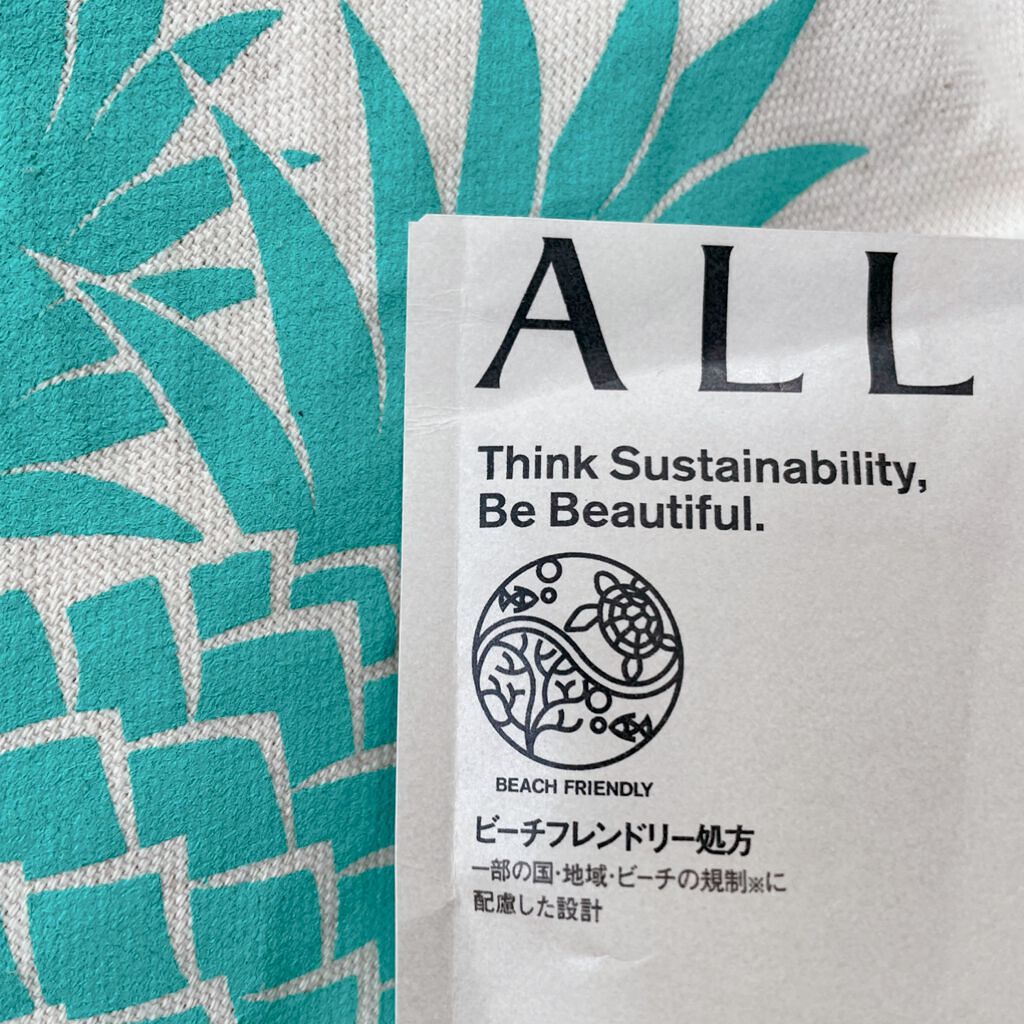 ALL
Think Sustainability,
Be Beautiful.
BEACH FRIENDLY
ビーチフレンドリー処方
一部の国・地域・ビーチの規制※に
配慮した設計